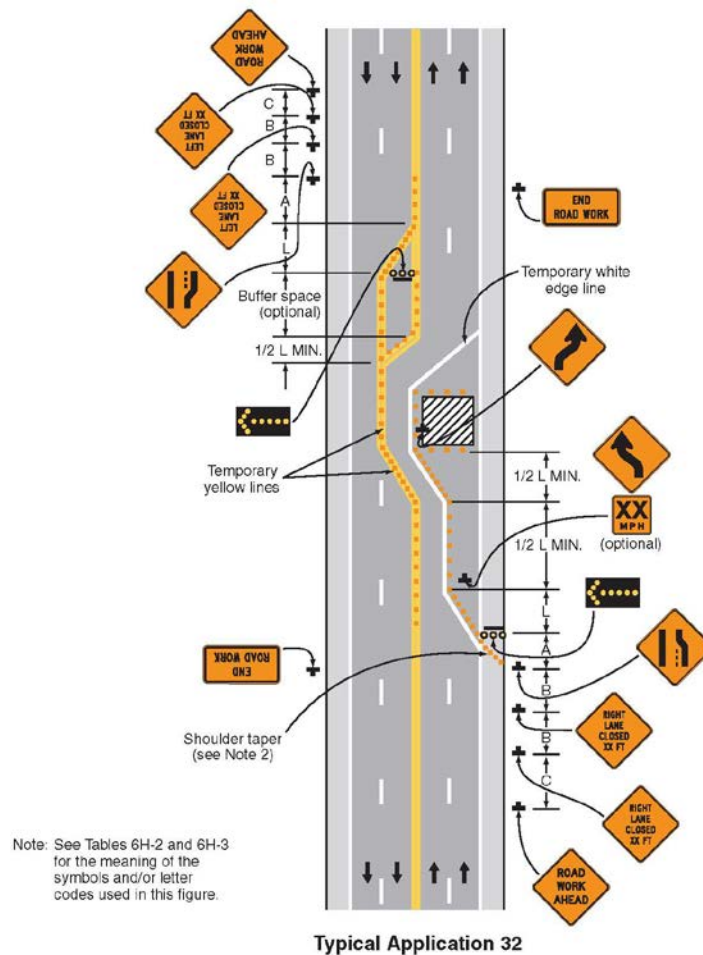 ROAD
WORK
AHEAD
LEFT
LANE
CLOSED
XX FT
LEFT
LANE
CLOSED
XX FT
C
B
B
A
L
Buffer space
(optional)
1/2 L MIN.
END
ROAD WORK
Temporary white
edge line
Temporary
yellow lines
1/2 L MIN.
1/2 L MIN.
XX
MPH
(optional)
L
A
B
B
C
END
ROAD WORK
Shoulder taper
(see Note 2)
RIGHT
LANE
CLOSED
XX FT
RIGHT
LANE
CLOSED
XX FT
ROAD
WORK
AHEAD
Note: See Tables 6H-2 and 6H-3
for the meaning of the
symbols and/or letter
codes used in this figure.
Typical Application 32